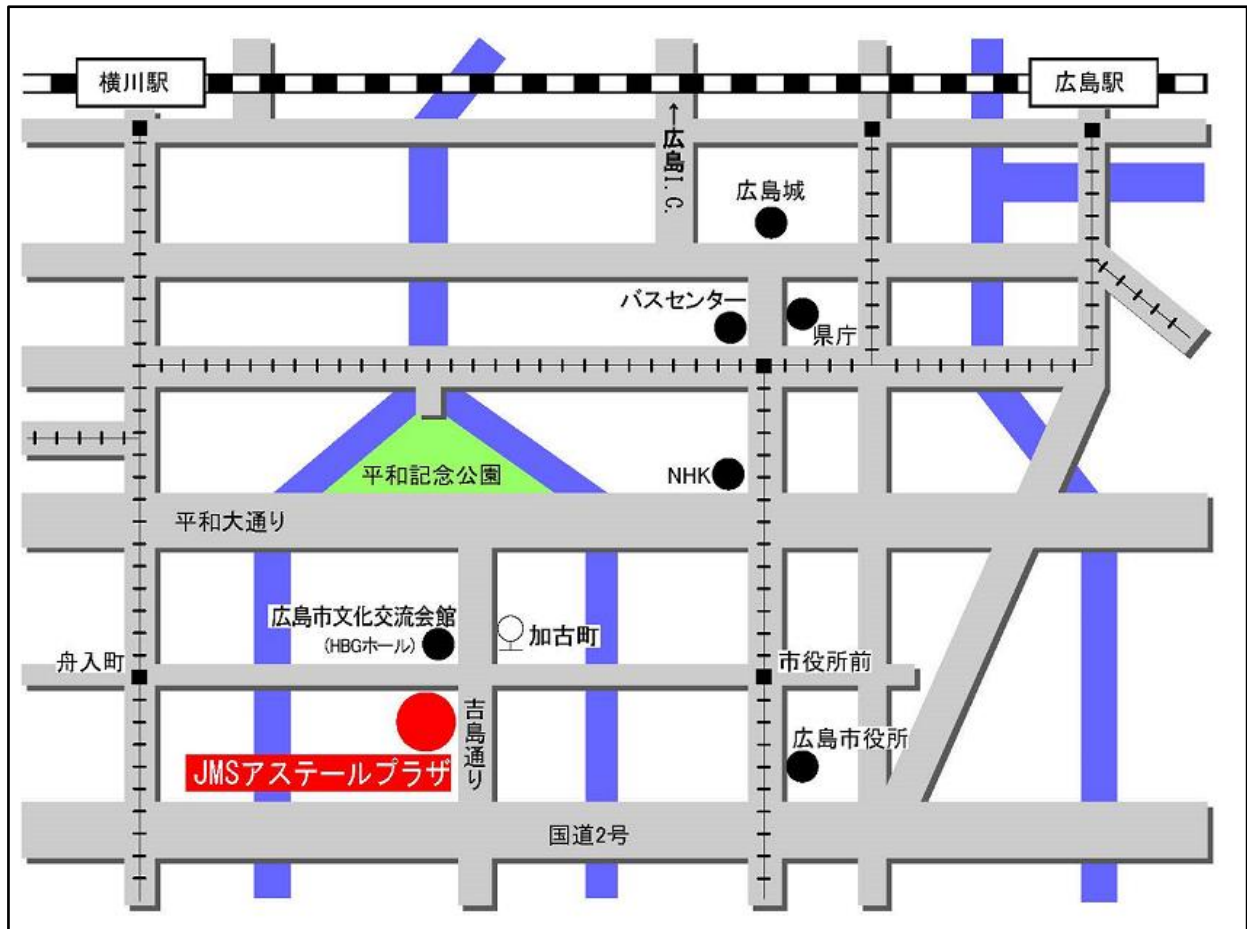 横川駅
広島駅
←広島I.C.
広島城
バスセンター
県庁
NHK
平和記念公園
平和大通り
広島市文化交流会館
(HBGホール)
加古町
舟入町
市役所前
吉島通り
広島市役所
JMSアステールプラザ
国道2号